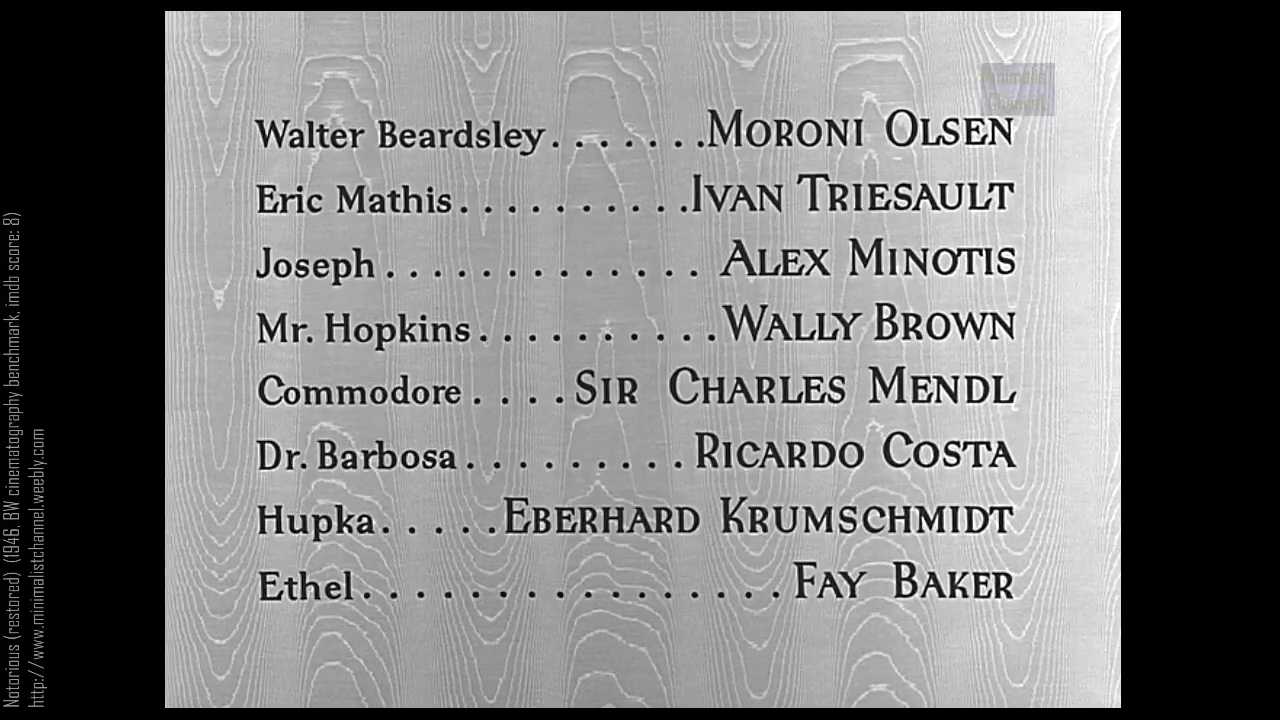 Walter Beardsley.......MORONI OLSEN
Eric Mathis..........IVAN TRIESAULT
Joseph............. ALEX MINOTIS
Mr. Hopkins..........WALLY BROWN
Commodore....SIR CHARLES MENDL
Dr. Barbosa.........RICARDO COSTA
Hupka.....EBERHARD KRUMSCHMIDT
Ethel................FAY BAKER
Notorious (restored) (1946, BW cinematography benchmark, imdb score: 8)
http://www.minimalistchannel.weebly.com